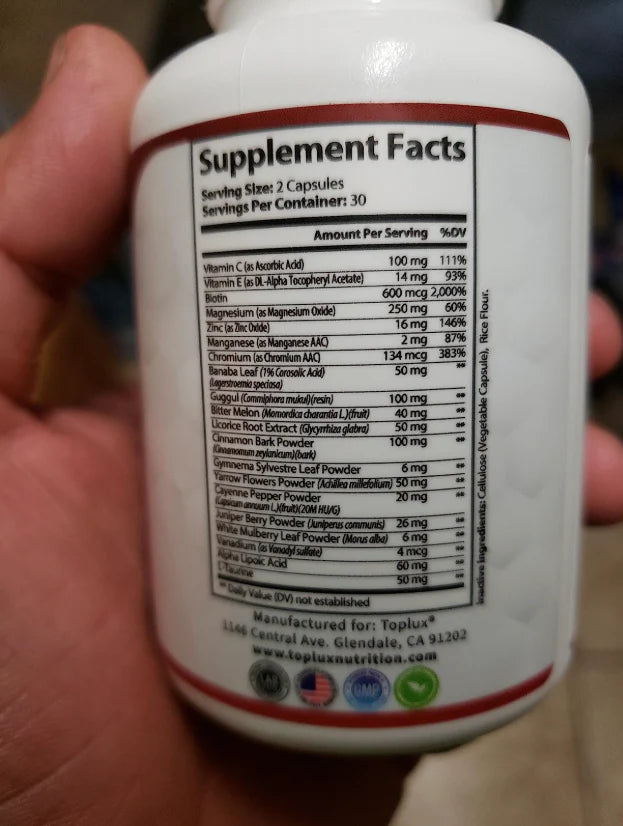 Supplement Facts
Serving Size: 2 Capsules
Servings Per Container: 30
Amount Per Serving %DV
Vitamin C (as Ascorbic Acid) 100 mg 111%
Vitamin E (as DL-Alpha Tocopheryl Acetate) 14 mg 93%
Biotin 600 mcg 2,000%
Magnesium (as Magnesium Oxide) 250 mg 60%
Zinc (as Zinc Oxide) 16 mg 146%
Manganese (as Manganese AAC) 2 mg 87%
Chromium (as Chromium AAC) 134 mcg 383%
Banaba Leaf (1% Corosolic Acid) 50 mg **
(Lagerstroemia speciosa)
Guggul (Commiphora mukul)(resin) 100 mg **
Bitter Melon (Momordica charantia L.)(fruit) 40 mg **
Licorice Root Extract (Glycyrrhiza glabra) 50 mg **
Cinnamon Bark Powder 100 mg **
(Cinnamomum zeylanicum)(bark)
Gymnema Sylvestre Leaf Powder 6 mg **
Yarrow Flowers Powder (Achillea millefolium) 50 mg **
Cayenne Pepper Powder 20 mg **
(Capsicum annuum L.)(fruit)(20M HU/G)
Juniper Berry Powder (Juniperus communis) 26 mg **
White Mulberry Leaf Powder (Morus alba) 6 mg **
Vanadium (as Vanadyl sulfate) 4 mcg **
Alpha Lipoic Acid 60 mg **
L-Taurine 50 mg **
** Daily Value (DV) not established
Inactive Ingredients: Cellulose (Vegetable Capsule), Rice Flour.
Manufactured for: Toplux®
1146 Central Ave. Glendale, CA 91202
www.topluxnutrition.com
LAB
GMP